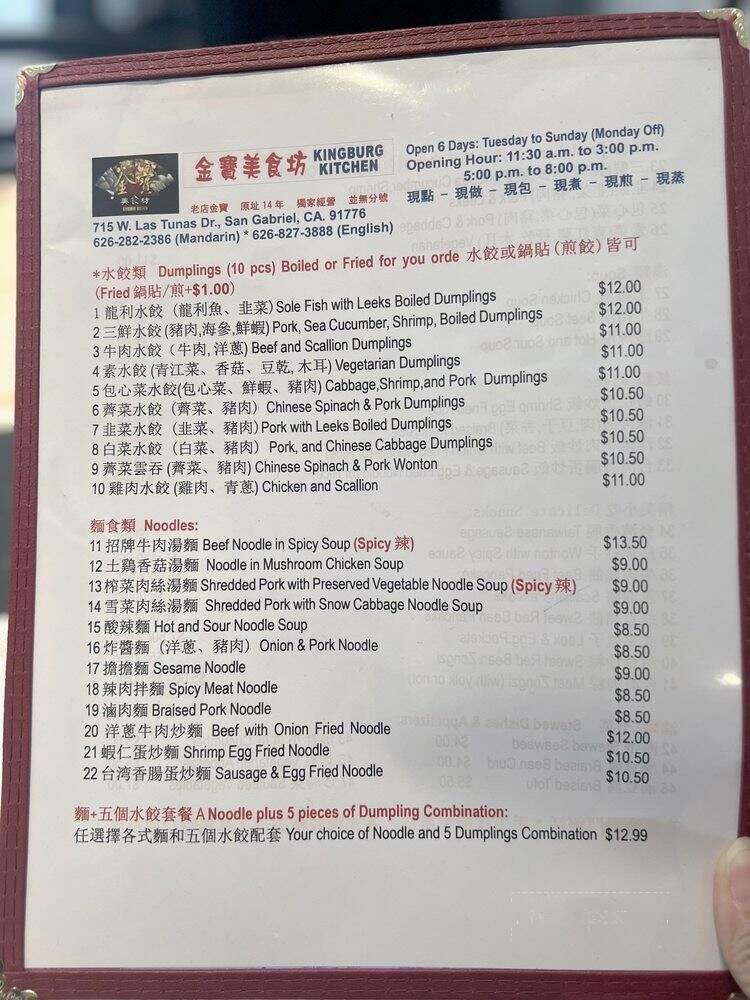 金寶美食坊 KINGBURG KITCHEN
老店金寶 原址14年 獨家經營 並無分號
715 W. Las Tunas Dr., San Gabriel, CA. 91776
626-282-2386 (Mandarin) * 626-827-3888 (English)
Open 6 Days: Tuesday to Sunday (Monday Off)
Opening Hour: 11:30 a.m. to 3:00 p.m.
5:00 p.m. to 8:00 p.m.
現點 – 現做 – 現包 – 現煮 – 現煎 – 現蒸
*水餃類 Dumplings (10 pcs) Boiled or Fried for you orde 水餃或鍋貼 (煎餃) 皆可
(Fried 鍋貼/煎+$1.00)
1 龍利水餃 (龍利魚、韭菜) Sole Fish with Leeks Boiled Dumplings $12.00
2 三鮮水餃 (豬肉,海參,鮮蝦) Pork, Sea Cucumber, Shrimp, Boiled Dumplings $12.00
3 牛肉水餃 (牛肉, 洋蔥) Beef and Scallion Dumplings $11.00
4 素水餃 (青江菜、香菇、豆乾, 木耳) Vegetarian Dumplings $11.00
5 包心菜水餃(包心菜、鮮蝦、豬肉) Cabbage,Shrimp,and Pork Dumplings $11.00
6 薺菜水餃 (薺菜、豬肉) Chinese Spinach & Pork Dumplings $10.50
7 韭菜水餃 (韭菜、豬肉) Pork with Leeks Boiled Dumplings $10.50
8 白菜水餃 (白菜、豬肉) Pork, and Chinese Cabbage Dumplings $10.50
9 薺菜雲吞 (薺菜、豬肉) Chinese Spinach & Pork Wonton $10.50
10 雞肉水餃 (雞肉、青蔥) Chicken and Scallion $11.00
麵食類 Noodles:
11 招牌牛肉湯麵 Beef Noodle in Spicy Soup (Spicy 辣) $13.50
12 土鷄香菇湯麵 Noodle in Mushroom Chicken Soup $9.00
13 榨菜肉絲湯麵 Shredded Pork with Preserved Vegetable Noodle Soup (Spicy 辣) $9.00
14 雪菜肉絲湯麵 Shredded Pork with Snow Cabbage Noodle Soup $9.00
15 酸辣麵 Hot and Sour Noodle Soup $8.50
16 炸醬麵 (洋蔥、豬肉) Onion & Pork Noodle $8.50
17 擔擔麵 Sesame Noodle $9.00
18 辣肉拌麵 Spicy Meat Noodle $8.50
19 滷肉麵 Braised Pork Noodle $8.50
20 洋蔥牛肉炒麵 Beef with Onion Fried Noodle $12.00
21 蝦仁蛋炒麵 Shrimp Egg Fried Noodle $10.50
22 台湾香腸蛋炒麵 Sausage & Egg Fried Noodle $10.50
麵+五個水餃套餐 A Noodle plus 5 pieces of Dumpling Combination:
任選擇各式麵和五個水餃配套 Your choice of Noodle and 5 Dumplings Combination $12.99